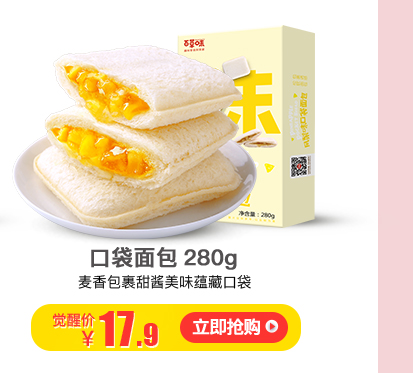 百草味
味
净含量：280g
口袋面包 280g
麦香包裹甜酱美味蕴藏口袋
觉醒价
¥17.9
立即抢购